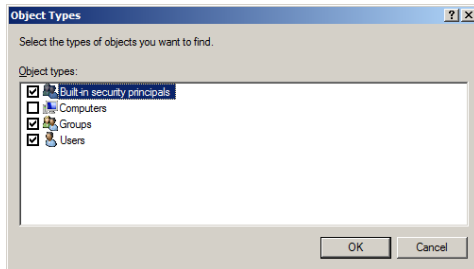 Object Types
Select the types of objects you want to find.
Object types:
Built-in security principals
Computers
Groups
Users
OK
Cancel